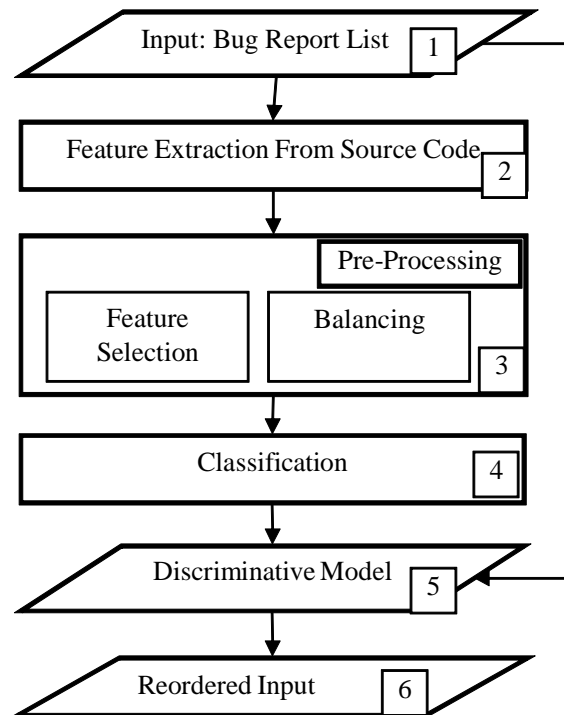 Input: Bug Report List
1
Feature Extraction From Source Code
2
Pre-Processing
Feature
Selection
Balancing
3
Classification
4
Discriminative Model
5
Reordered Input
6